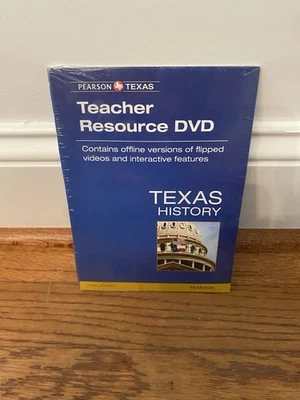 PEARSON TEXAS
Teacher
Resource DVD
Contains offline versions of flipped
videos and interactive features
TEXAS
HISTORY
PEARSON